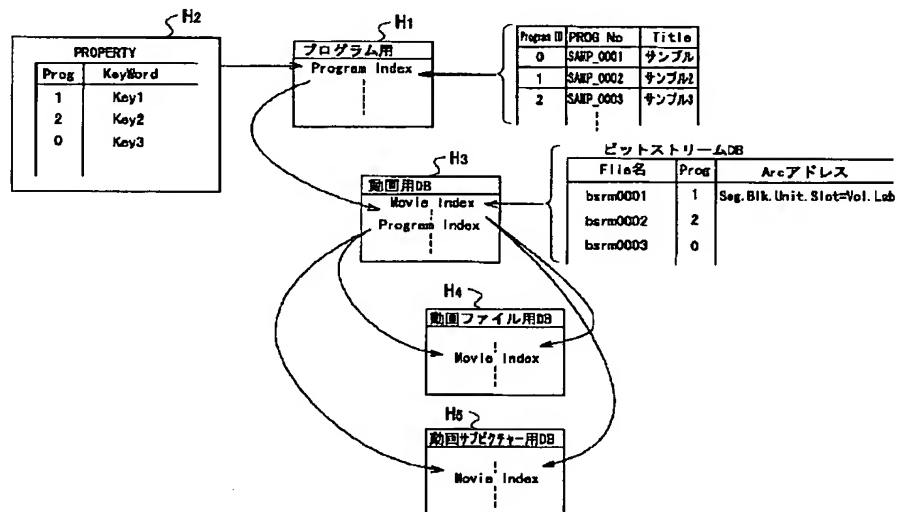 H2
PROPERTY
Prog KeyWord
1 Key1
2 Key2
0 Key3
H1
プログラム用
Program Index
Program ID PROG No Title
0 SAMP_0001 サンプル
1 SAMP_0002 サンプル2
2 SAMP_0003 サンプル3
H3
動画用DB
Movie Index
Program Index
ビットストリームDB
File名 Prog Arcアドレス
bsrm0001 1 Seg.Blk.Unit.Slot=Vol.Lab
bsrm0002 2
bsrm0003 0
H4
動画ファイル用DB
Movie Index
H5
動画サブピクチャー用DB
Movie Index